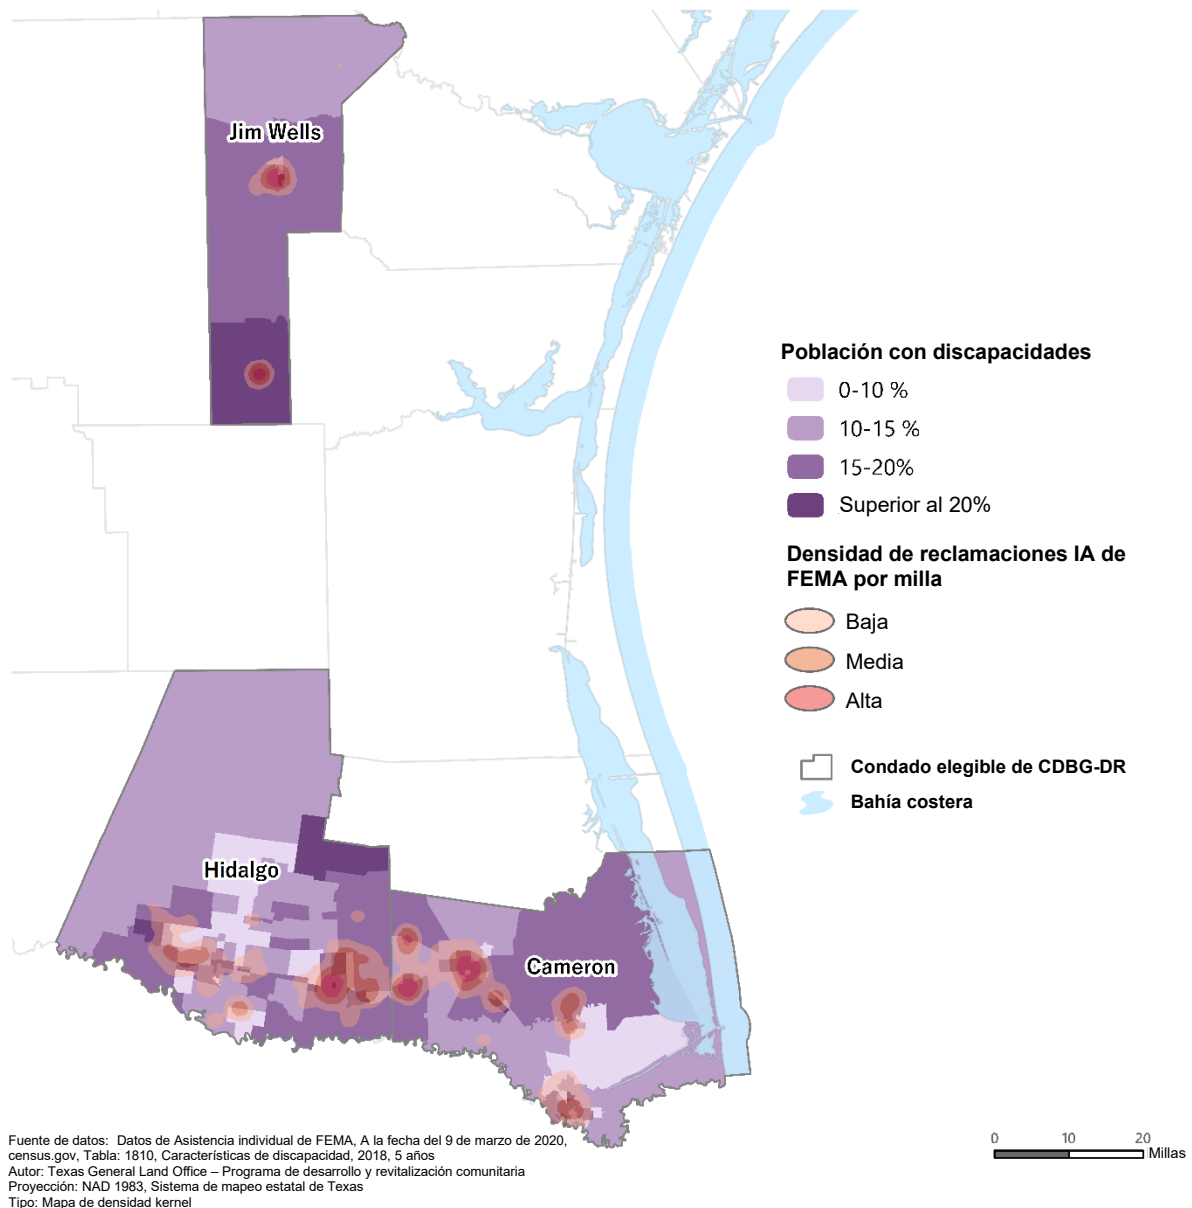 Jim Wells
Población con discapacidades
0-10 %
10-15 %
15-20%
Superior al 20%
Densidad de reclamaciones IA de
FEMA por milla
Baja
Media
Alta
Condado elegible de CDBG-DR
Bahía costera
Hidalgo
Cameron
Fuente de datos: Datos de Asistencia individual de FEMA, A la fecha del 9 de marzo de 2020,
census.gov, Tabla: 1810, Características de discapacidad, 2018, 5 años
Autor: Texas General Land Office – Programa de desarrollo y revitalización comunitaria
Proyección: NAD 1983, Sistema de mapeo estatal de Texas
Tipo: Mapa de densidad kernel
0 10 20
Millas